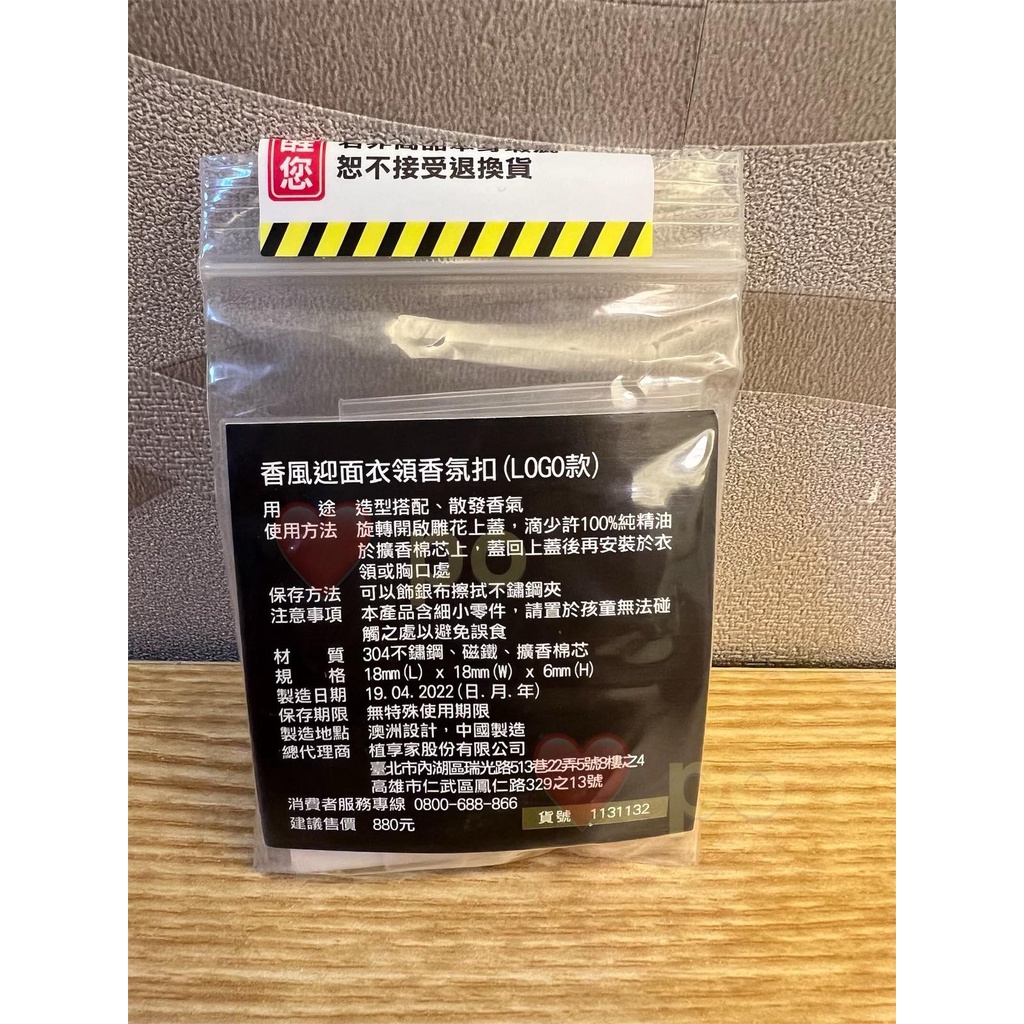 醒
您
恕不接受退換貨
香風迎面衣領香氛扣(LOGO款)
用 途 造型搭配、散發香氣
使用方法 旋轉開啟雕花上蓋，滴少許100%純精油
於擴香棉芯上，蓋回上蓋後再安裝於衣
領或胸口處
保存方法 可以飾銀布擦拭不鏽鋼夾
注意事項 本產品含細小零件，請置於孩童無法碰
觸之處以避免誤食
材 質 304不鏽鋼、磁鐵、擴香棉芯
規 格 18mm(L) x 18mm(W) x 6mm(H)
製造日期 19.04.2022(日.月.年)
保存期限 無特殊使用期限
製造地點 澳洲設計，中國製造
總代理商 植享家股份有限公司
臺北市內湖區瑞光路513巷22弄5號8樓之4
高雄市仁武區鳳仁路329之13號
消費者服務專線 0800-688-866
建議售價 880元
貨號 1131132
po
po